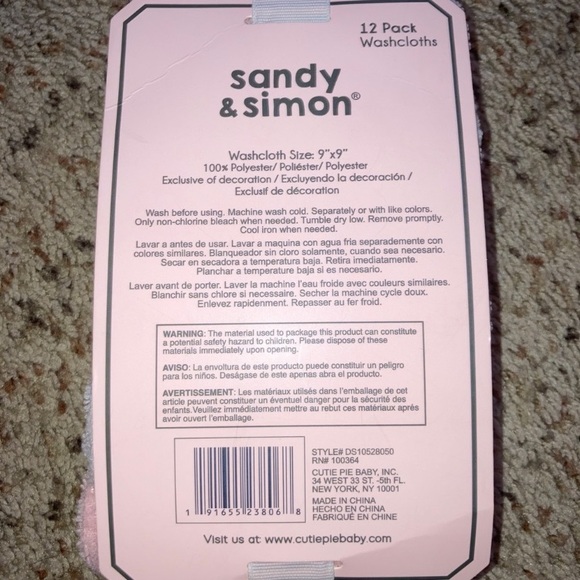 12 Pack
Washcloths
sandy
& simon®
Washcloth Size: 9"x9"
100% Polyester/ Poliéster/ Polyester
Exclusive of decoration / Excluyendo la decoración /
Exclusif de décoration
Wash before using. Machine wash cold. Separately or with like colors.
Only non-chlorine bleach when needed. Tumble dry low. Remove promptly.
Cool iron when needed.
Lavar a antes de usar. Lavar a maquina con agua fria separademente con
colores similares. Blanqueador sin cloro solamente, cuando sea necesario.
Secar en secadora a temperatura baja. Retira imediatamente.
Planchar a temperature baja si es necesario.
Laver avant de porter. Laver la machine l'eau froide avec couleurs similaires.
Blanchir sans chlore si necessaire. Secher la machine cycle doux.
Enlevez rapidenment. Repasser au fer froid.
WARNING: The material used to package this product can constitute
a potential safety hazard to children. Please dispose of these
materials immediately upon opening.
AVISO: La envoltura de este producto puede constituir un peligro
para los niños. Deságase de este apenas abra el producto.
AVERTISSEMENT: Les matériaux utilisés dans l'emballage de cet
article peuvent constituer un éventuel danger pour la sécurité des
enfants.Veuillez immédiatement mettre au rebut ces matériaux après
avoir ouvert l'emballage.
STYLE# DS10528050
RN# 100364
CUTIE PIE BABY, INC.
34 WEST 33 ST. -5th FL.
NEW YORK, NY 10001
MADE IN CHINA
HECHO EN CHINA
FABRIQUÉ EN CHINE
1 91655 23806 8
Visit us at: www.cutiepiebaby.com